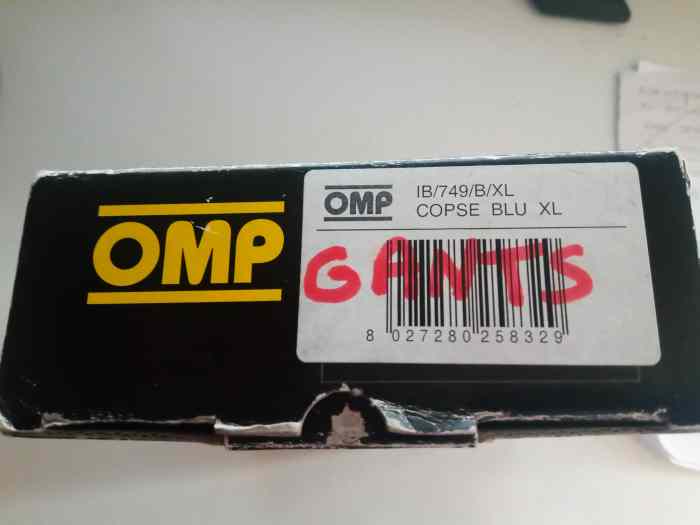 OMP
OMP
IB/749/B/XL
COPSE BLU XL
GANTS
8 027280 258329